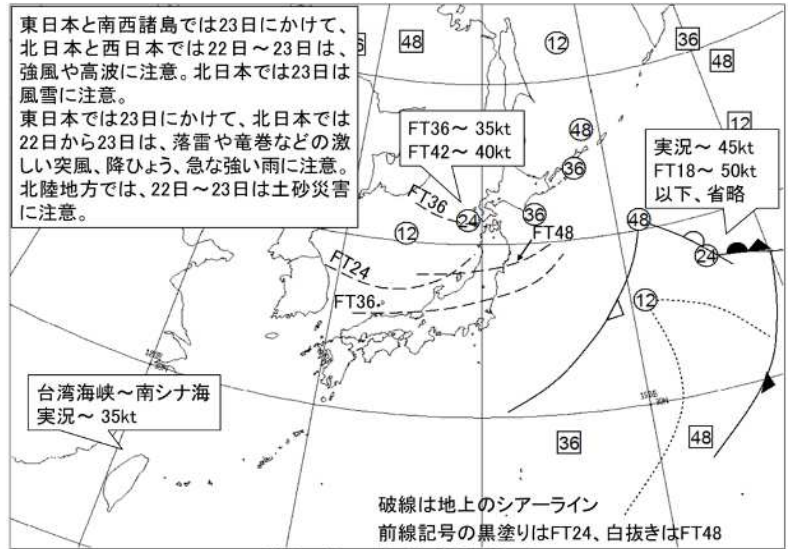 東日本と南西諸島では23日にかけて、
北日本と西日本では22日～23日は、
強風や高波に注意。北日本では23日は
風雪に注意。
東日本では23日にかけて、北日本では
22日から23日は、落雷や竜巻などの激
しい突風、降ひょう、急な強い雨に注意。
北陸地方では、22日～23日は土砂災害
に注意。
48
12
36
48
12
FT36～ 35kt
FT42～ 40kt
48
36
実況～ 45kt
FT18～ 50kt
以下、省略
FT36
24
36
12
FT48
48
24
FT24
FT36
12
台湾海峡～南シナ海
実況～ 35kt
36
48
破線は地上のシアーライン
前線記号の黒塗りはFT24、白抜きはFT48